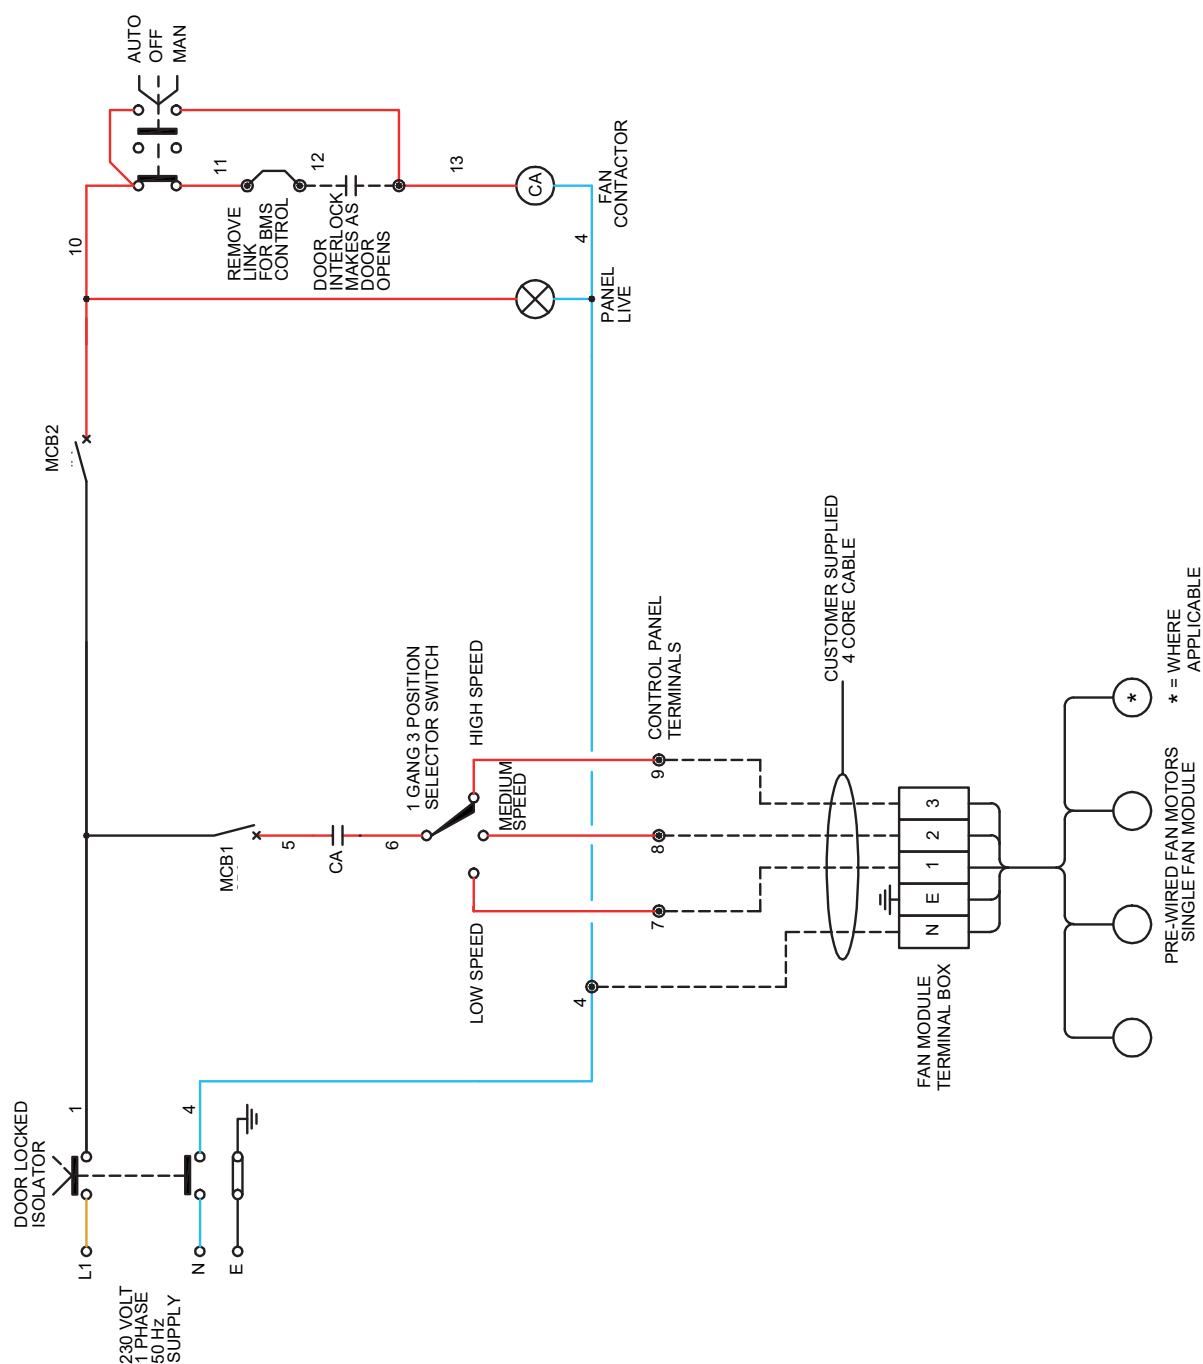 230 VOLT
1 PHASE
50 Hz
SUPPLY
L1
N
E
DOOR LOCKED
ISOLATOR
1
4
MCB2
10
MCB1
5
CA
6
1 GANG 3 POSITION
SELECTOR SWITCH
LOW SPEED
MEDIUM
SPEED
HIGH SPEED
4
7
8
9
CONTROL PANEL
TERMINALS
AUTO
OFF
MAN
11
REMOVE
LINK
FOR BMS
CONTROL
12
DOOR
INTERLOCK
MAKES AS
DOOR
OPENS
13
CA
FAN
CONTACTOR
4
PANEL
LIVE
CUSTOMER SUPPLIED
4 CORE CABLE
N
E
1
2
3
FAN MODULE
TERMINAL BOX
PRE-WIRED FAN MOTORS
SINGLE FAN MODULE
*
* = WHERE
APPLICABLE